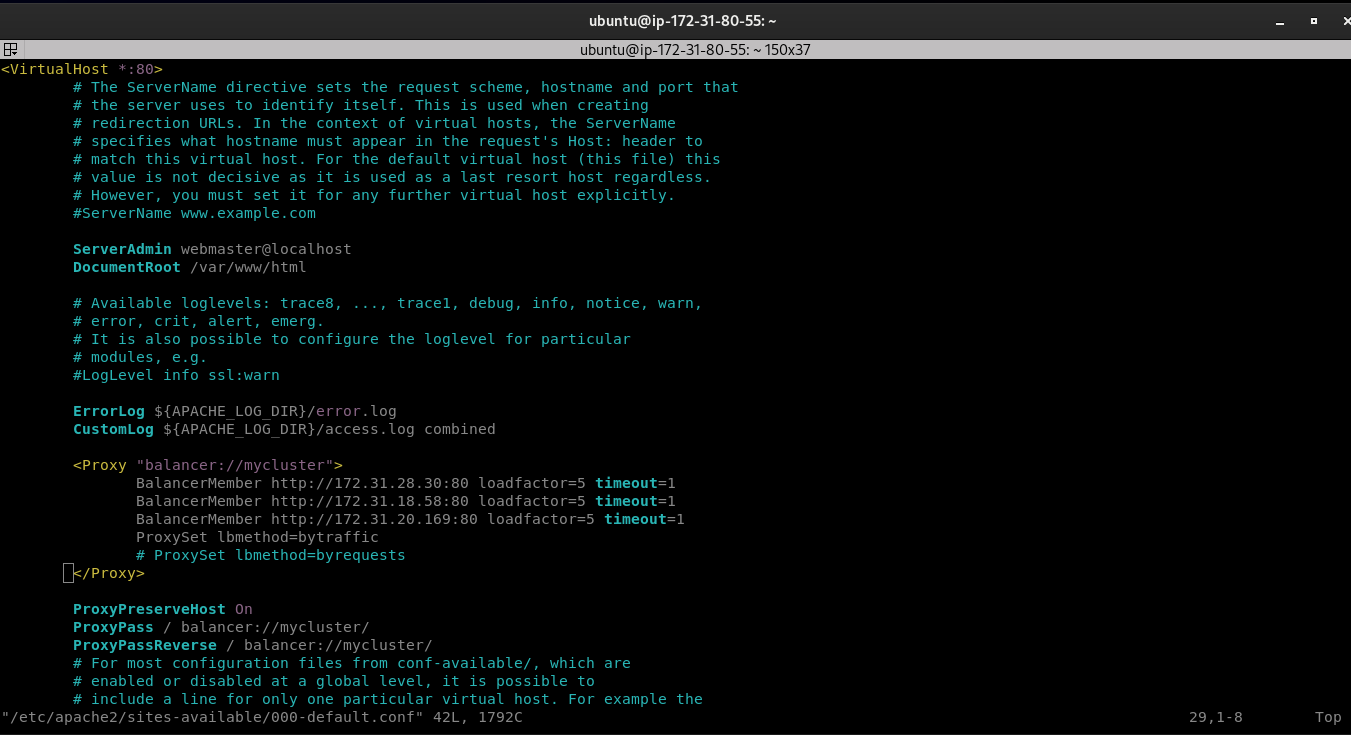 ubuntu@ip-172-31-80-55: ~
ubuntu@ip-172-31-80-55: ~ 150x37
<VirtualHost *:80>
        # The ServerName directive sets the request scheme, hostname and port that
        # the server uses to identify itself. This is used when creating
        # redirection URLs. In the context of virtual hosts, the ServerName
        # specifies what hostname must appear in the request's Host: header to
        # match this virtual host. For the default virtual host (this file) this
        # value is not decisive as it is used as a last resort host regardless.
        # However, you must set it for any further virtual host explicitly.
        #ServerName www.example.com

        ServerAdmin webmaster@localhost
        DocumentRoot /var/www/html

        # Available loglevels: trace8, ..., trace1, debug, info, notice, warn,
        # error, crit, alert, emerg.
        # It is also possible to configure the loglevel for particular
        # modules, e.g.
        #LogLevel info ssl:warn

        ErrorLog ${APACHE_LOG_DIR}/error.log
        CustomLog ${APACHE_LOG_DIR}/access.log combined

        <Proxy "balancer://mycluster">
               BalancerMember http://172.31.28.30:80 loadfactor=5 timeout=1
               BalancerMember http://172.31.18.58:80 loadfactor=5 timeout=1
               BalancerMember http://172.31.20.169:80 loadfactor=5 timeout=1
               ProxySet lbmethod=bytraffic
               # ProxySet lbmethod=byrequests
        </Proxy>

        ProxyPreserveHost On
        ProxyPass / balancer://mycluster/
        ProxyPassReverse / balancer://mycluster/
        # For most configuration files from conf-available/, which are
        # enabled or disabled at a global level, it is possible to
        # include a line for only one particular virtual host. For example the
"/etc/apache2/sites-available/000-default.conf" 42L, 1792C 29,1-8 Top